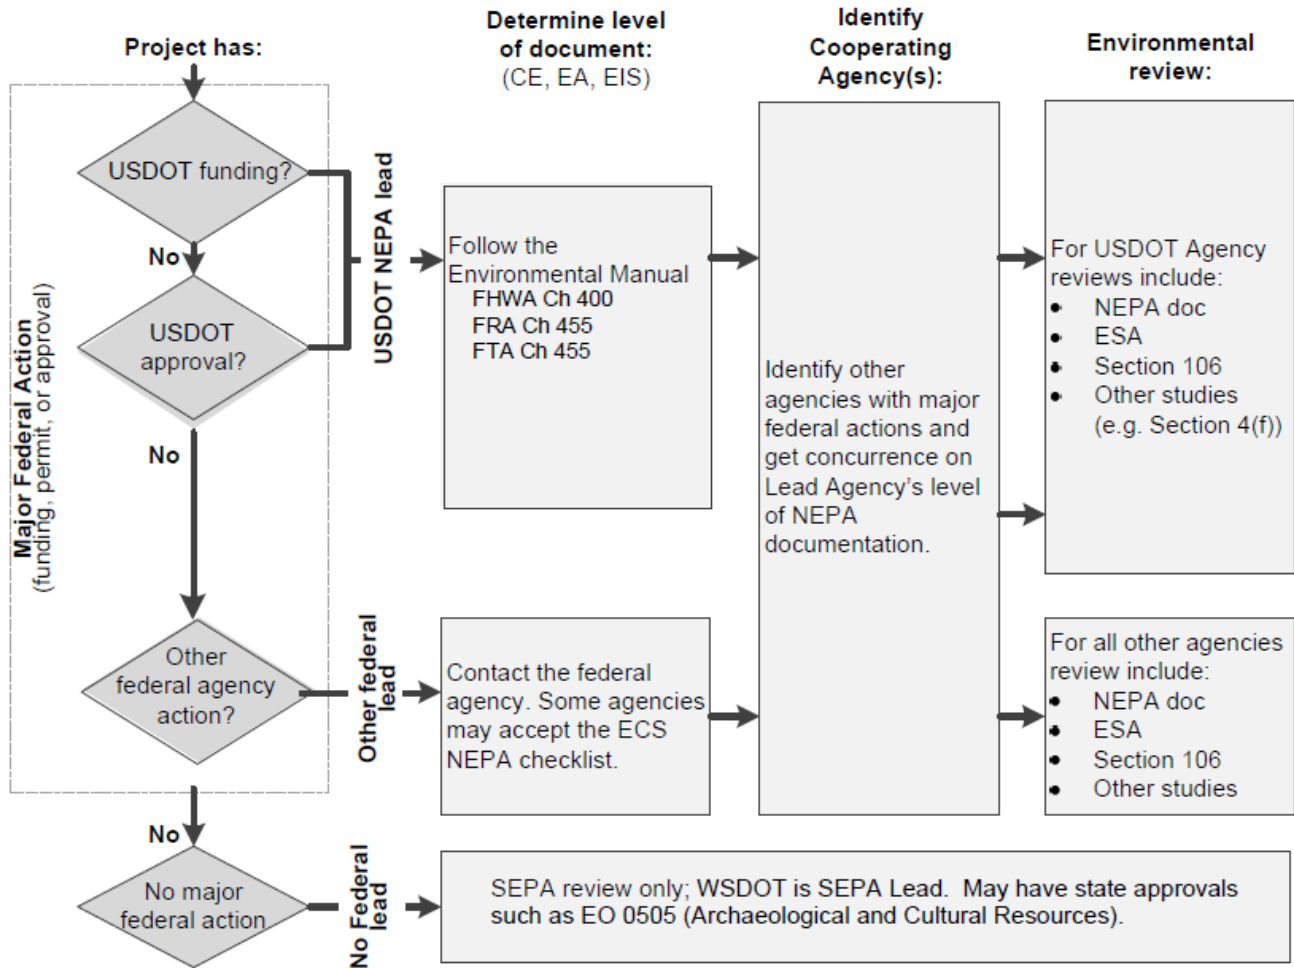 Project has:
Determine level
of document:
(CE, EA, EIS)
Identify
Cooperating
Agency(s):
Environmental
review:
Major Federal Action
(funding, permit, or approval)
USDOT funding?
No
USDOT
approval?
No
USDOT NEPA lead
Follow the
Environmental Manual
FHWA Ch 400
FRA Ch 455
FTA Ch 455
Identify other
agencies with major
federal actions and
get concurrence on
Lead Agency's level
of NEPA
documentation.
For USDOT Agency
reviews include:
• NEPA doc
• ESA
• Section 106
• Other studies
(e.g. Section 4(f))
Other
federal agency
action?
Other federal
lead
Contact the federal
agency. Some agencies
may accept the ECS
NEPA checklist.
For all other agencies
review include:
• NEPA doc
• ESA
• Section 106
• Other studies
No
No major
federal action
No Federal
lead
SEPA review only; WSDOT is SEPA Lead. May have state approvals
such as EO 0505 (Archaeological and Cultural Resources).